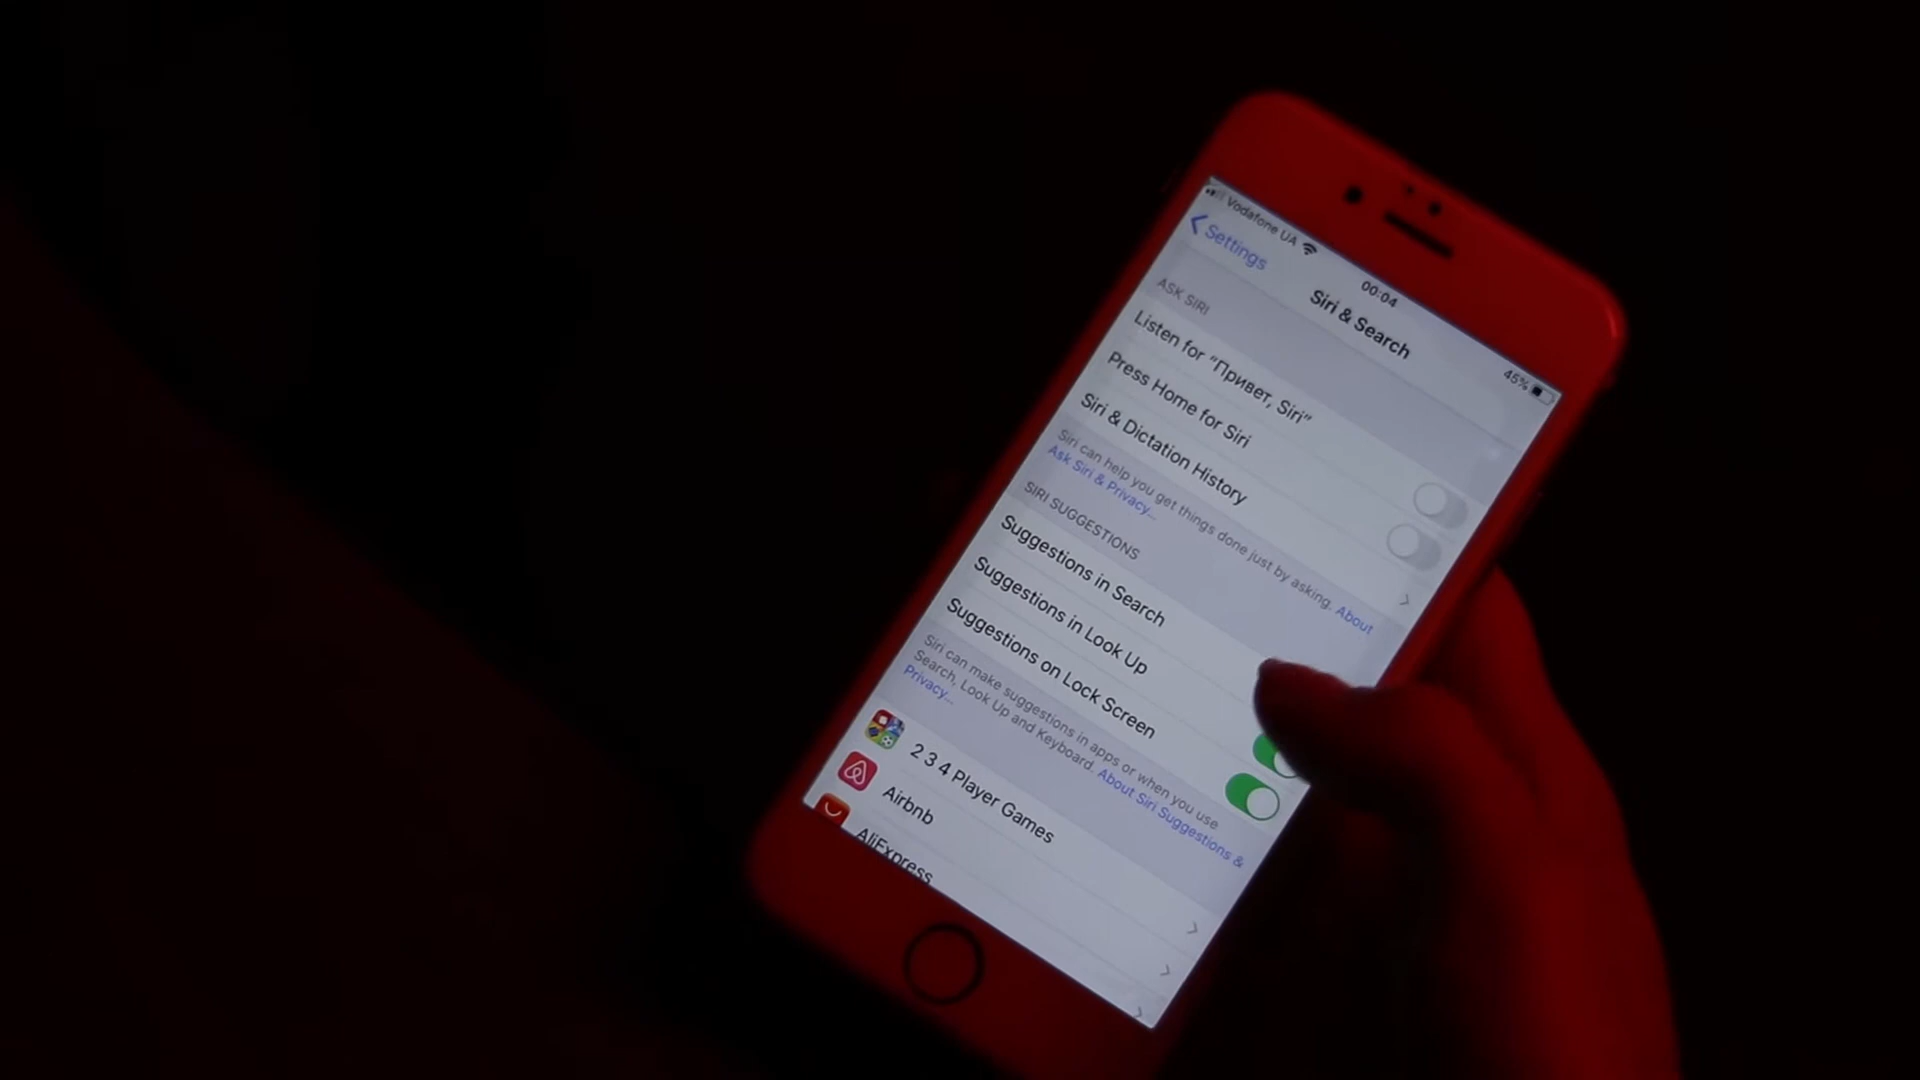 Vodafone UA
00:04
45%
Settings
Siri & Search
ASK SIRI
Listen for “Привет, Siri”
Press Home for Siri
Siri & Dictation History
Siri can help you get things done just by asking. About
Ask Siri & Privacy...
SIRI SUGGESTIONS
Suggestions in Search
Suggestions in Look Up
Suggestions on Lock Screen
Siri can make suggestions in apps or when you use
Search, Look Up and Keyboard. About Siri Suggestions &
Privacy...
2 3 4 Player Games
Airbnb
AliExpress